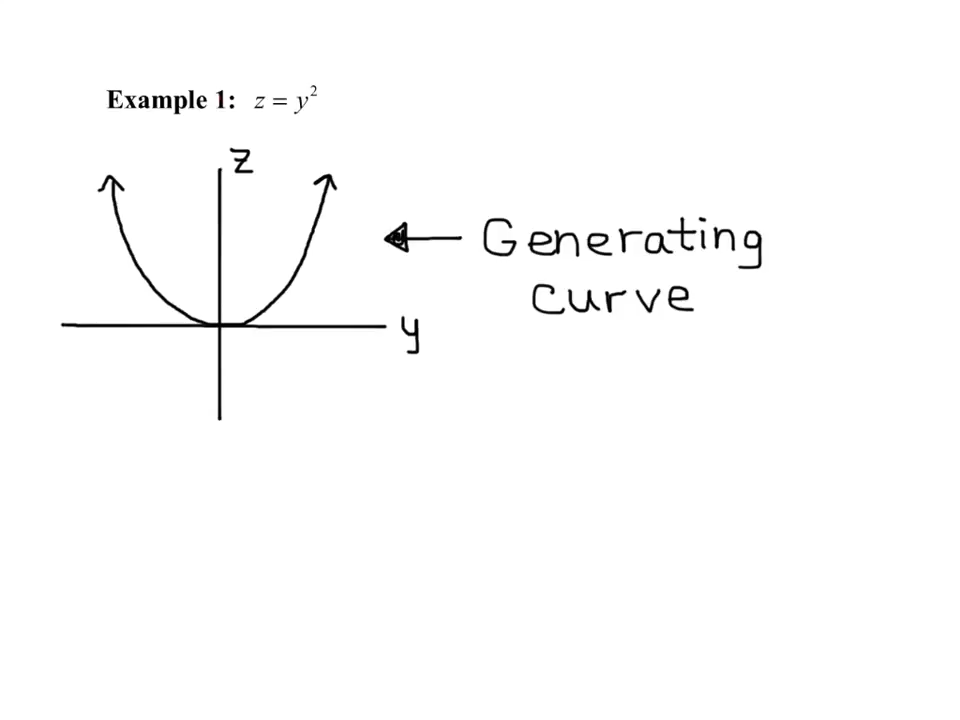 Example 1: z = y²
z
Generating
curve
y